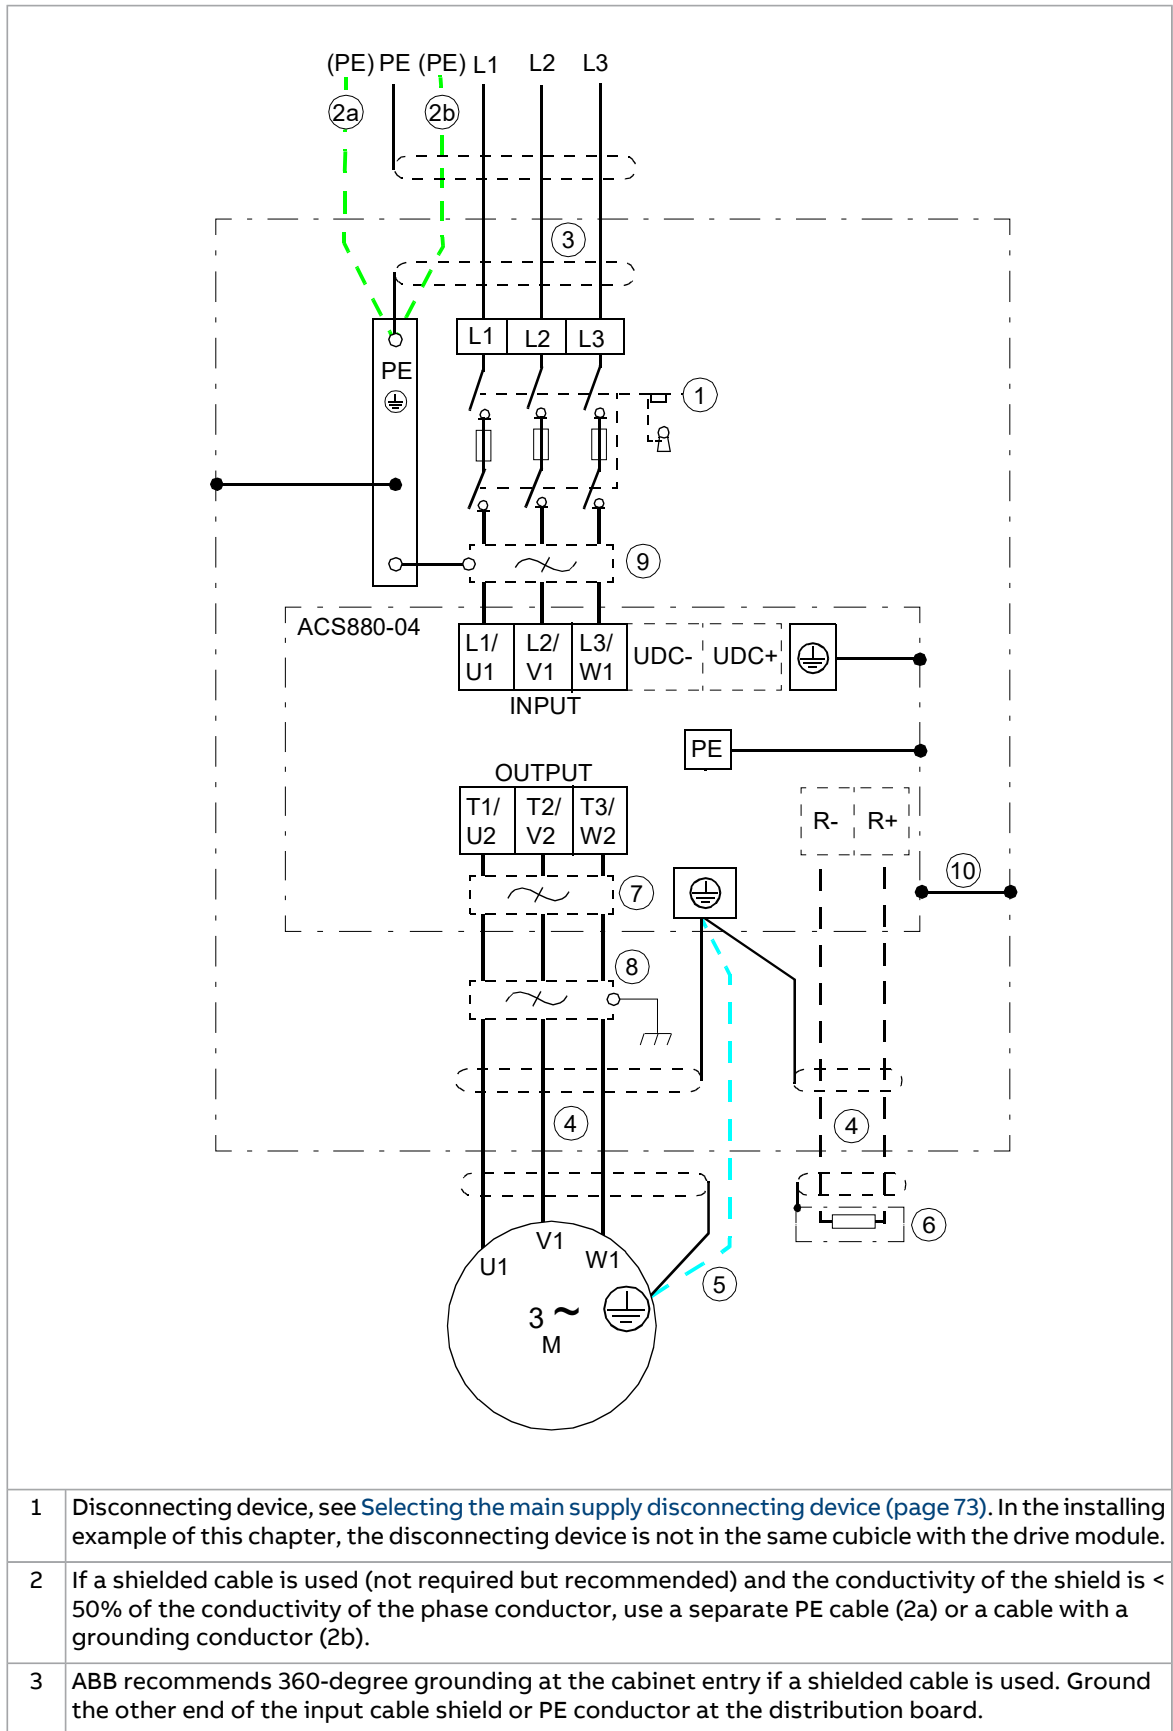 (PE) PE (PE) L1 L2 L3
2a 2b
3
L1 L2 L3
PE
1
9
ACS880-04
L1/ L2/ L3/ UDC- UDC+
U1 V1 W1
INPUT
PE
OUTPUT
T1/ T2/ T3/
U2 V2 W2
R- R+
10
7
8
4 4
6
V1
U1 W1
5
3 ~
M
1 Disconnecting device, see Selecting the main supply disconnecting device (page 73). In the installing
example of this chapter, the disconnecting device is not in the same cubicle with the drive module.
2 If a shielded cable is used (not required but recommended) and the conductivity of the shield is <
50% of the conductivity of the phase conductor, use a separate PE cable (2a) or a cable with a
grounding conductor (2b).
3 ABB recommends 360-degree grounding at the cabinet entry if a shielded cable is used. Ground
the other end of the input cable shield or PE conductor at the distribution board.